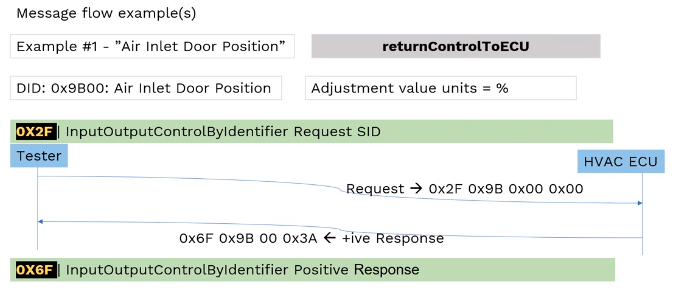 Message flow example(s)
Example #1 - ”Air Inlet Door Position” returnControlToECU
DID: 0x9B00: Air Inlet Door Position Adjustment value units = %
0X2F| InputOutputControlByIdentifier Request SID
Tester
HVAC ECU
Request → 0x2F 0x9B 0x00 0x00
0x6F 0x9B 00 0x3A ← +ive Response
0X6F| InputOutputControlByIdentifier Positive Response